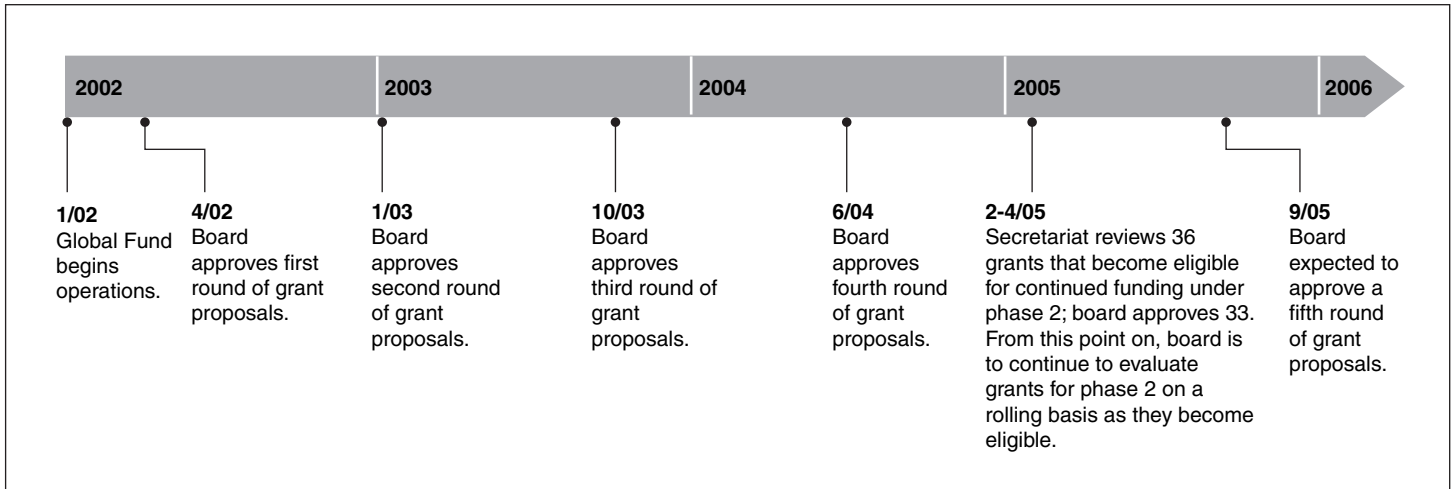 2002
2003
2004
2005
2006
1/02
Global Fund
begins
operations.
4/02
Board
approves first
round of grant
proposals.
1/03
Board
approves
second round
of grant
proposals.
10/03
Board
approves
third round of
grant
proposals.
6/04
Board
approves
fourth round
of grant
proposals.
2-4/05
Secretariat reviews 36
grants that become eligible
for continued funding under
phase 2; board approves 33.
From this point on, board is
to continue to evaluate
grants for phase 2 on a
rolling basis as they become
eligible.
9/05
Board
expected to
approve a
fifth round
of grant
proposals.